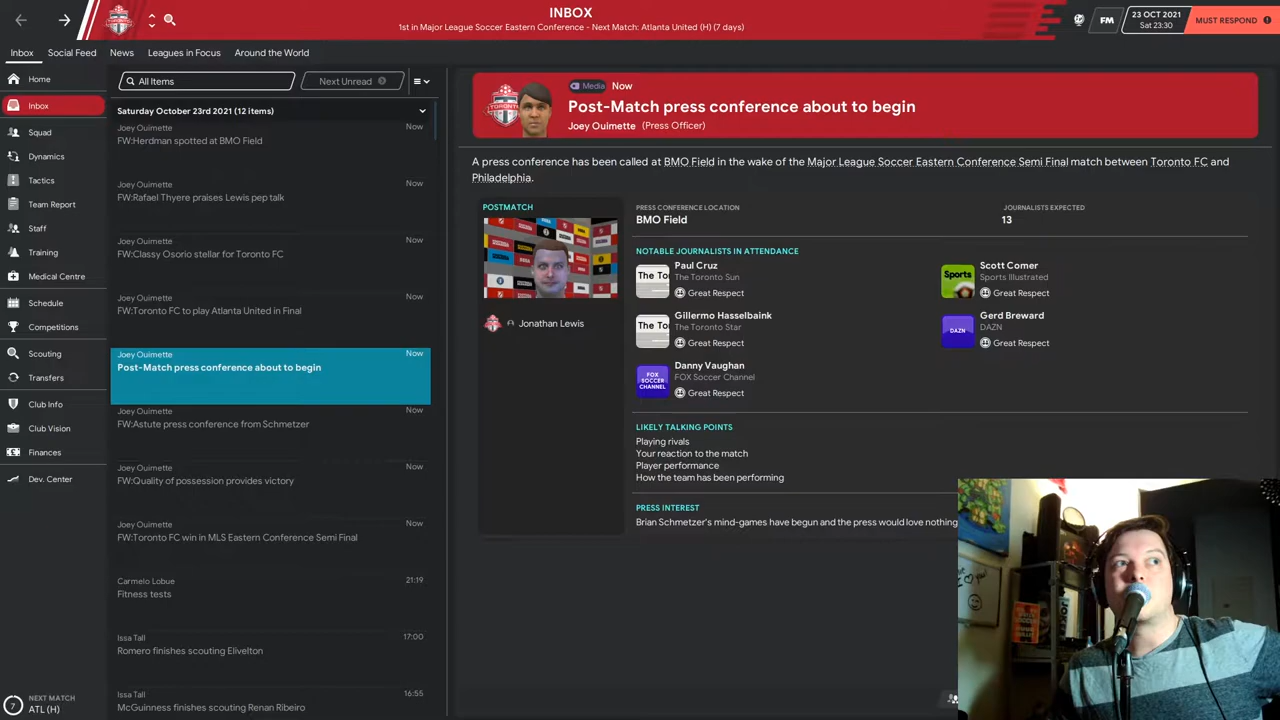 INBOX
1st in Major League Soccer Eastern Conference - Next Match: Atlanta United (H) (7 days)
FM
23 OCT 2021
Sat 23:30
MUST RESPOND
Inbox
Social Feed
News
Leagues in Focus
Around the World
Home
Inbox
Squad
Dynamics
Tactics
Team Report
Staff
Training
Medical Centre
Schedule
Competitions
Scouting
Transfers
Club Info
Club Vision
Finances
Dev. Center
7
NEXT MATCH
ATL (H)
All Items
Next Unread
Saturday October 23rd 2021 (12 items)
Joey Ouimette
Now
FW:Herdman spotted at BMO Field
Joey Ouimette
Now
FW:Rafael Thyere praises Lewis pep talk
Joey Ouimette
Now
FW:Classy Osorio stellar for Toronto FC
Joey Ouimette
Now
FW:Toronto FC to play Atlanta United in Final
Joey Ouimette
Now
Post-Match press conference about to begin
Joey Ouimette
Now
FW:Astute press conference from Schmetzer
Joey Ouimette
Now
FW:Quality of possession provides victory
Joey Ouimette
Now
FW:Toronto FC win in MLS Eastern Conference Semi Final
Carmelo Lobue
21:19
Fitness tests
Issa Tall
17:00
Romero finishes scouting Elivelton
Issa Tall
16:55
McGuinness finishes scouting Renan Ribeiro
Media
Now
Post-Match press conference about to begin
Joey Ouimette (Press Officer)
A press conference has been called at BMO Field in the wake of the Major League Soccer Eastern Conference Semi Final match between Toronto FC and
Philadelphia.
POSTMATCH
Jonathan Lewis
PRESS CONFERENCE LOCATION
BMO Field
JOURNALISTS EXPECTED
13
NOTABLE JOURNALISTS IN ATTENDANCE
The To
Paul Cruz
The Toronto Sun
Great Respect
Sports
Scott Comer
Sports Illustrated
Great Respect
The To
Gillermo Hasselbaink
The Toronto Star
Great Respect
DAZN
Gerd Breward
DAZN
Great Respect
FOX
SOCCER
CHANNEL
Danny Vaughan
FOX Soccer Channel
Great Respect
LIKELY TALKING POINTS
Playing rivals
Your reaction to the match
Player performance
How the team has been performing
PRESS INTEREST
Brian Schmetzer's mind-games have begun and the press would love nothing